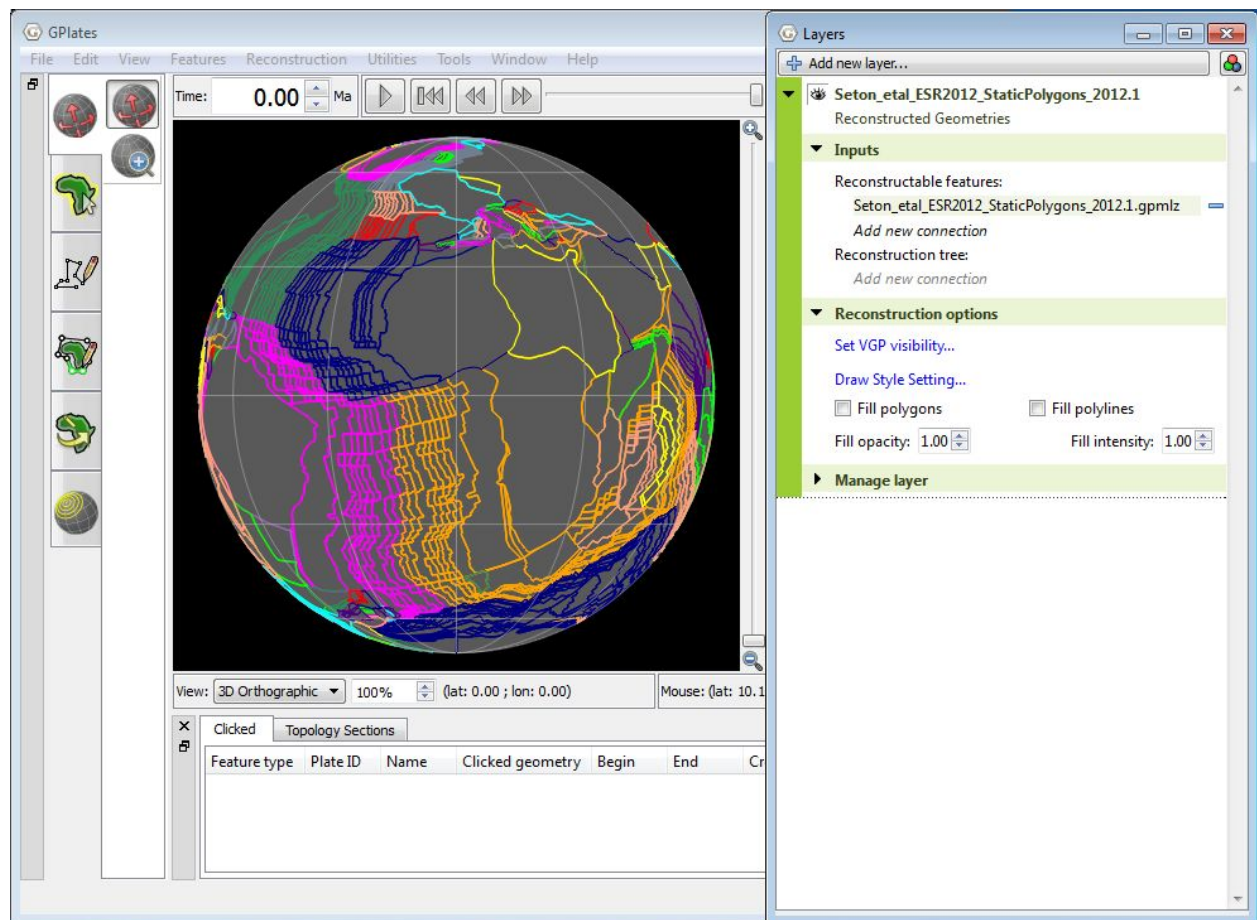 GPlates
File Edit View Features Reconstruction Utilities Tools Window Help
Time: 0.00 Ma
View: 3D Orthographic 100% (lat: 0.00 ; lon: 0.00) Mouse: (lat: 10.1
Clicked Topology Sections
Feature type Plate ID Name Clicked geometry Begin End Cr
Layers
Add new layer...
Seton_etal_ESR2012_StaticPolygons_2012.1
Reconstructed Geometries
Inputs
Reconstructable features:
Seton_etal_ESR2012_StaticPolygons_2012.1.gpmlz
Add new connection
Reconstruction tree:
Add new connection
Reconstruction options
Set VGP visibility...
Draw Style Setting...
Fill polygons Fill polylines
Fill opacity: 1.00 Fill intensity: 1.00
Manage layer